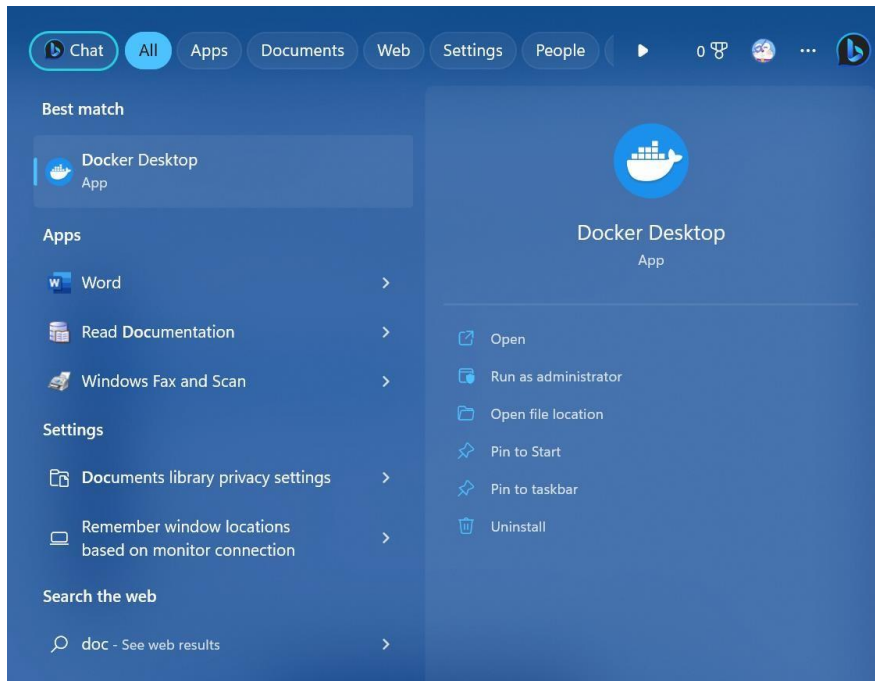 Chat All Apps Documents Web Settings People 0
Best match
Docker Desktop
App
Apps
Word
Read Documentation
Windows Fax and Scan
Settings
Documents library privacy settings
Remember window locations
based on monitor connection
Search the web
doc - See web results
Docker Desktop
App
Open
Run as administrator
Open file location
Pin to Start
Pin to taskbar
Uninstall